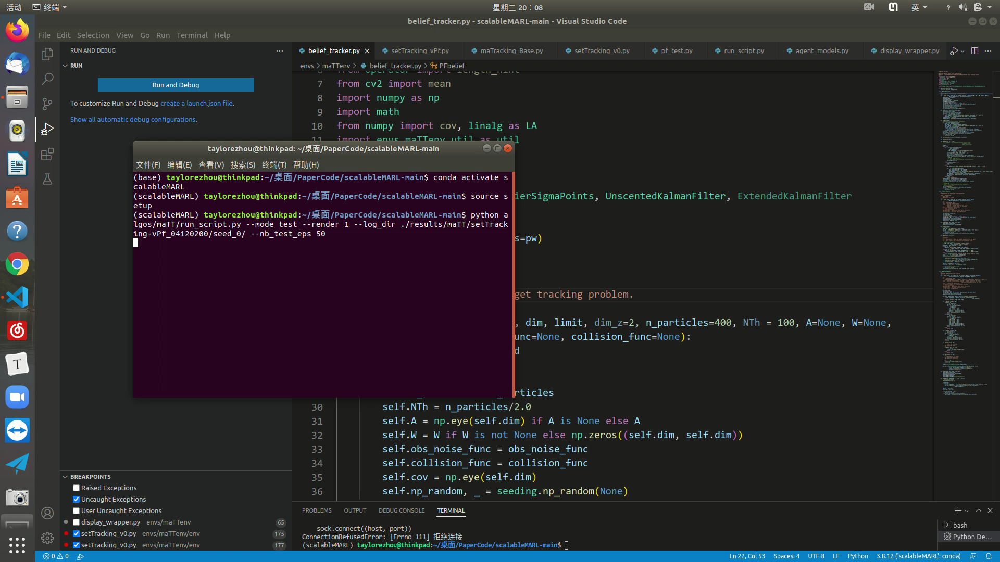 活动
终端
星期二 20：08
英
belief_tracker.py - scalableMARL-main - Visual Studio Code
File Edit Selection View Go Run Terminal Help
RUN AND DEBUG
RUN
Run and Debug
To customize Run and Debug create a launch.json file.
Show all automatic debug configurations.
belief_tracker.py
setTracking_vPf.py
maTracking_Base.py
setTracking_v0.py
pf_test.py
run_script.py
agent_models.py
display_wrapper.py
envs > maTTenv > belief_tracker.py > PFbelief
6 from operator import length_hint
7 from cv2 import mean
8 import numpy as np
9 import math
10 from numpy import cov, linalg as LA
11 import envs.maTTenv.util as util
taylorezhou@thinkpad: ~/桌面/PaperCode/scalableMARL-main
文件(F) 编辑(E) 查看(V) 搜索(S) 终端(T) 帮助(H)
(base) taylorezhou@thinkpad:~/桌面/PaperCode/scalableMARL-main$ conda activate s
calableMARL
(scalableMARL) taylorezhou@thinkpad:~/桌面/PaperCode/scalableMARL-main$ source s
etup
(scalableMARL) taylorezhou@thinkpad:~/桌面/PaperCode/scalableMARL-main$ python a
lgos/maTT/run_script.py --mode test --render 1 --log_dir ./results/maTT/setTrack
ing-vPf_04120200/seed_0/ --nb_test_eps 50
ierSigmaPoints, UnscentedKalmanFilter, ExtendedKalmanFilter
s=pw)
get tracking problem.
, dim, limit, dim_z=2, n_particles=400, NTh = 100, A=None, W=None,
unc=None, collision_func=None):
d
rticles
30 self.NTh = n_particles/2.0
31 self.A = np.eye(self.dim) if A is None else A
32 self.W = W if W is not None else np.zeros((self.dim, self.dim))
33 self.obs_noise_func = obs_noise_func
34 self.collision_func = collision_func
35 self.cov = np.eye(self.dim)
36 self.np_random, _ = seeding.np_random(None)
BREAKPOINTS
Raised Exceptions
Uncaught Exceptions
User Uncaught Exceptions
display_wrapper.py envs/maTTenv 65
setTracking_v0.py envs/maTTenv/env 175
setTracking_v0.py envs/maTTenv/env 177
PROBLEMS OUTPUT DEBUG CONSOLE TERMINAL
sock.connect((host, port))
ConnectionRefusedError: [Errno 111] 拒绝连接
(scalableMARL) taylorezhou@thinkpad:~/桌面/PaperCode/scalableMARL-main$
bash
Python De...
0 0
Ln 22, Col 53 Spaces: 4 UTF-8 LF Python 3.8.12 ('scalableMARL': conda)